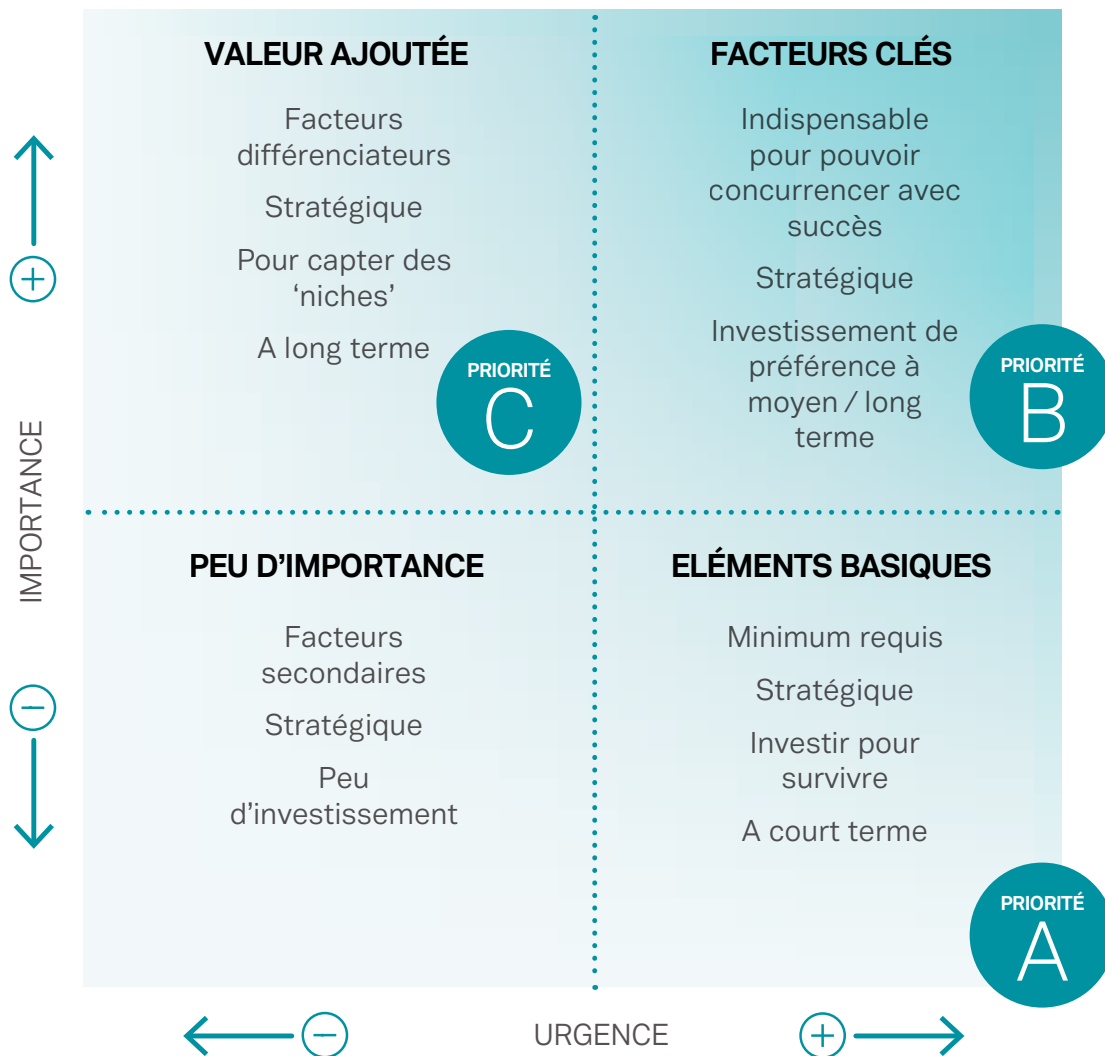 VALEUR AJOUTÉE
Facteurs
différenciateurs
Stratégique
Pour capter des
‘niches’
A long terme
PRIORITÉ
C
FACTEURS CLÉS
Indispensable
pour pouvoir
concurrencer avec
succès
Stratégique
Investissement de
préférence à
moyen / long
terme
PRIORITÉ
B
IMPORTANCE
PEU D’IMPORTANCE
Facteurs
secondaires
Stratégique
Peu
d’investissement
ELÉMENTS BASIQUES
Minimum requis
Stratégique
Investir pour
survivre
A court terme
PRIORITÉ
A
URGENCE